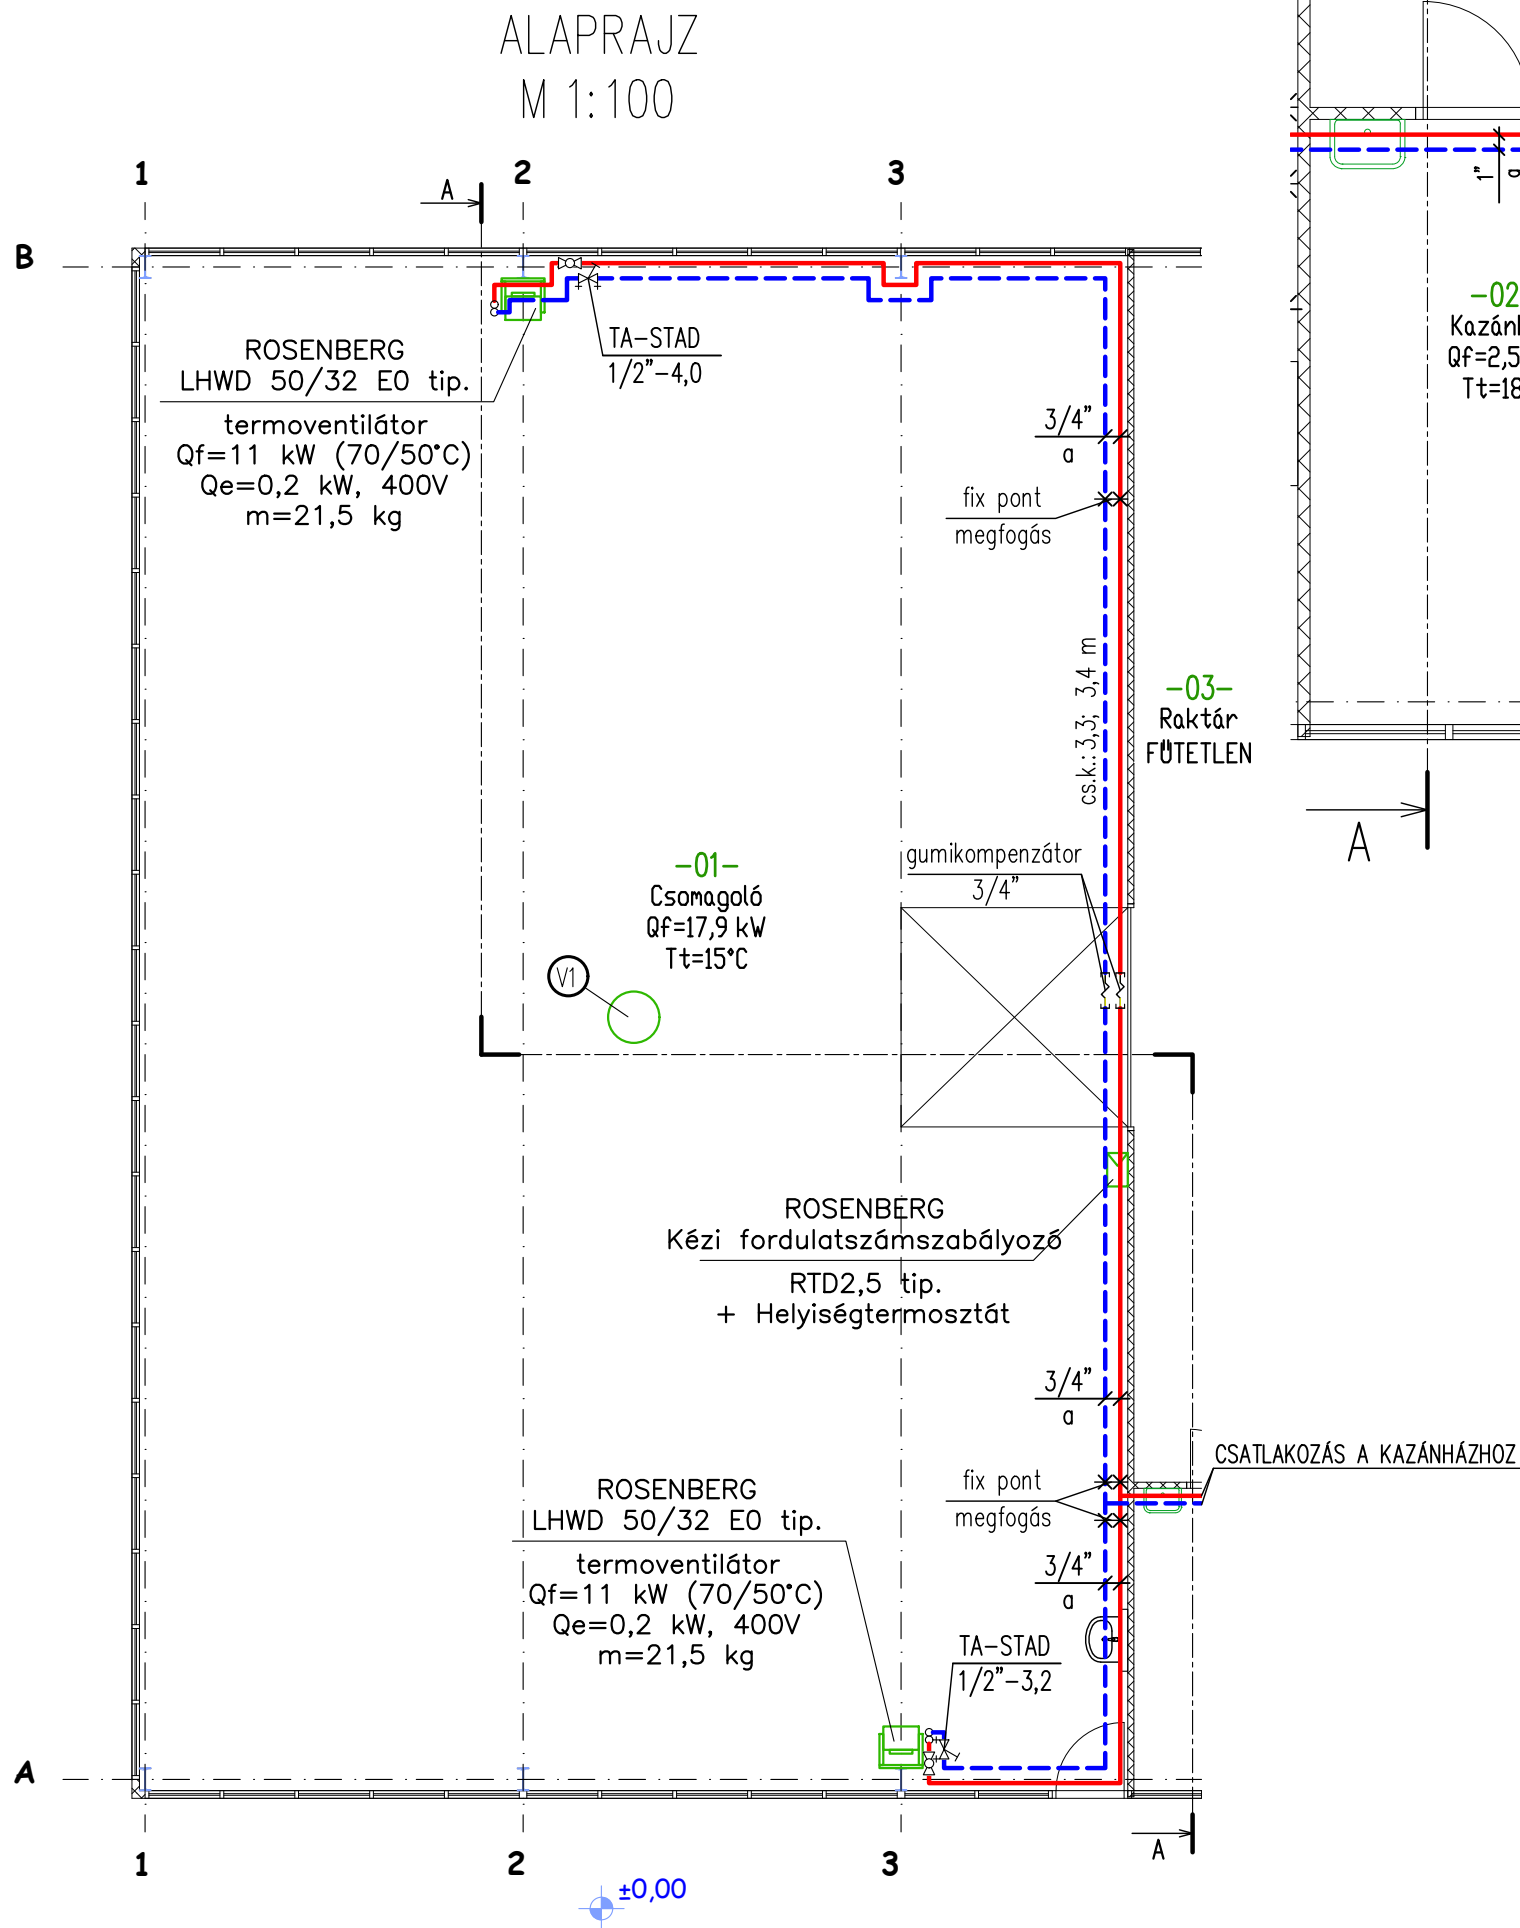 ALAPRAJZ
M 1:100
1
2
3
A
B
TA-STAD
1/2"-4,0
ROSENBERG
LHWD 50/32 EO tip.
termoventilátor
Qf=11 kW (70/50°C)
Qe=0,2 kW, 400V
m=21,5 kg
3/4"
a
fix pont
megfogás
cs.k.: 3,3; 3,4 m
-03-
Raktár
FŰTETLEN
gumikompenzátor
3/4"
-01-
Csomagoló
Qf=17,9 kW
Tt=15°C
V1
ROSENBERG
Kézi fordulatszámszabályozó
RTD2,5 tip.
+ Helyiségtermosztát
3/4"
a
CSATLAKOZÁS A KAZÁNHÁZHOZ
fix pont
megfogás
ROSENBERG
LHWD 50/32 EO tip.
termoventilátor
Qf=11 kW (70/50°C)
Qe=0,2 kW, 400V
m=21,5 kg
3/4"
a
TA-STAD
1/2"-3,2
A
A
1
2
3
±0,00
1"
a
-02
Qf=2,5
Tt=18
A